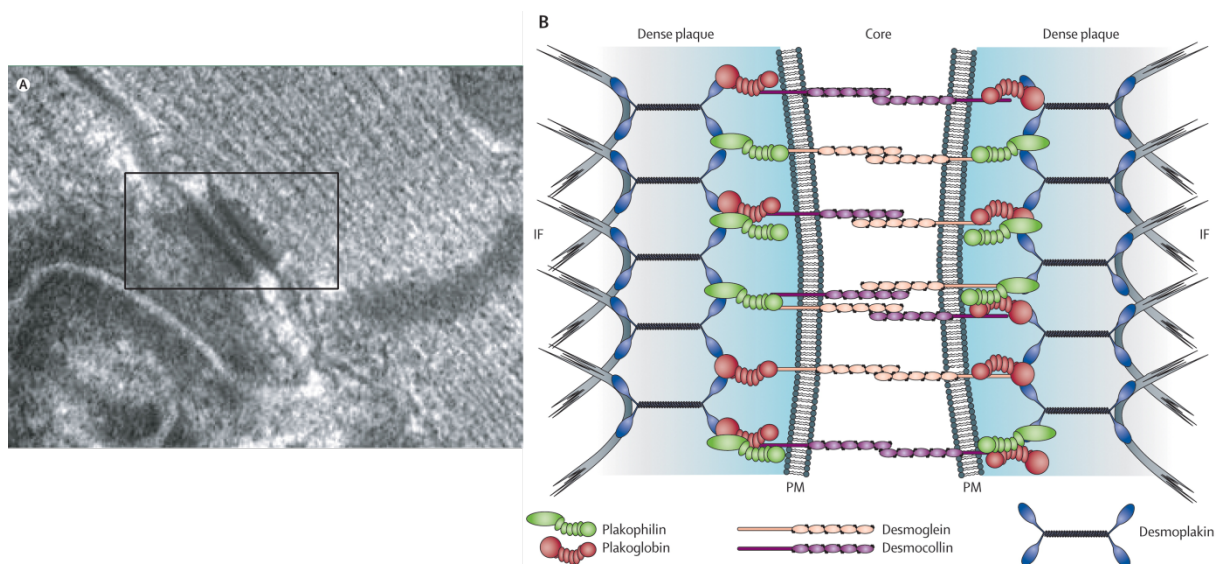 A
B
Dense plaque
Core
Dense plaque
IF
IF
PM
PM
Plakophilin
Plakoglobin
Desmoglein
Desmocollin
Desmoplakin